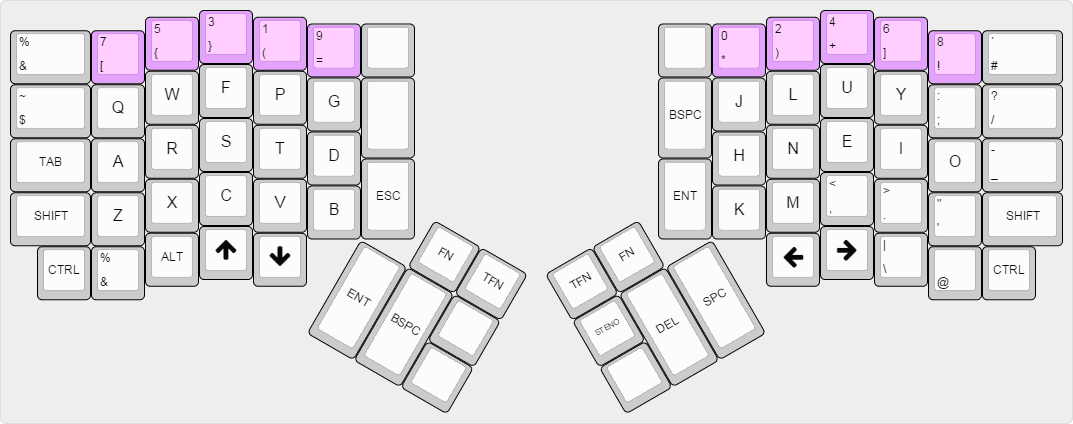 % & 7 [ 5 { 3 } 1 ( 9 =
0 * 2 ) 4 + 6 ] 8 ! ` #
~ $ Q W F P G
BSPC J L U Y : ; ? /
TAB A R S T D
H N E I O - _
SHIFT Z X C V B ESC
ENT K M < , > . " ' SHIFT
CTRL % & ALT ↑ ↓
← → | \ @ CTRL
FN TFN
ENT BSPC
TFN FN
STENO DEL SPC